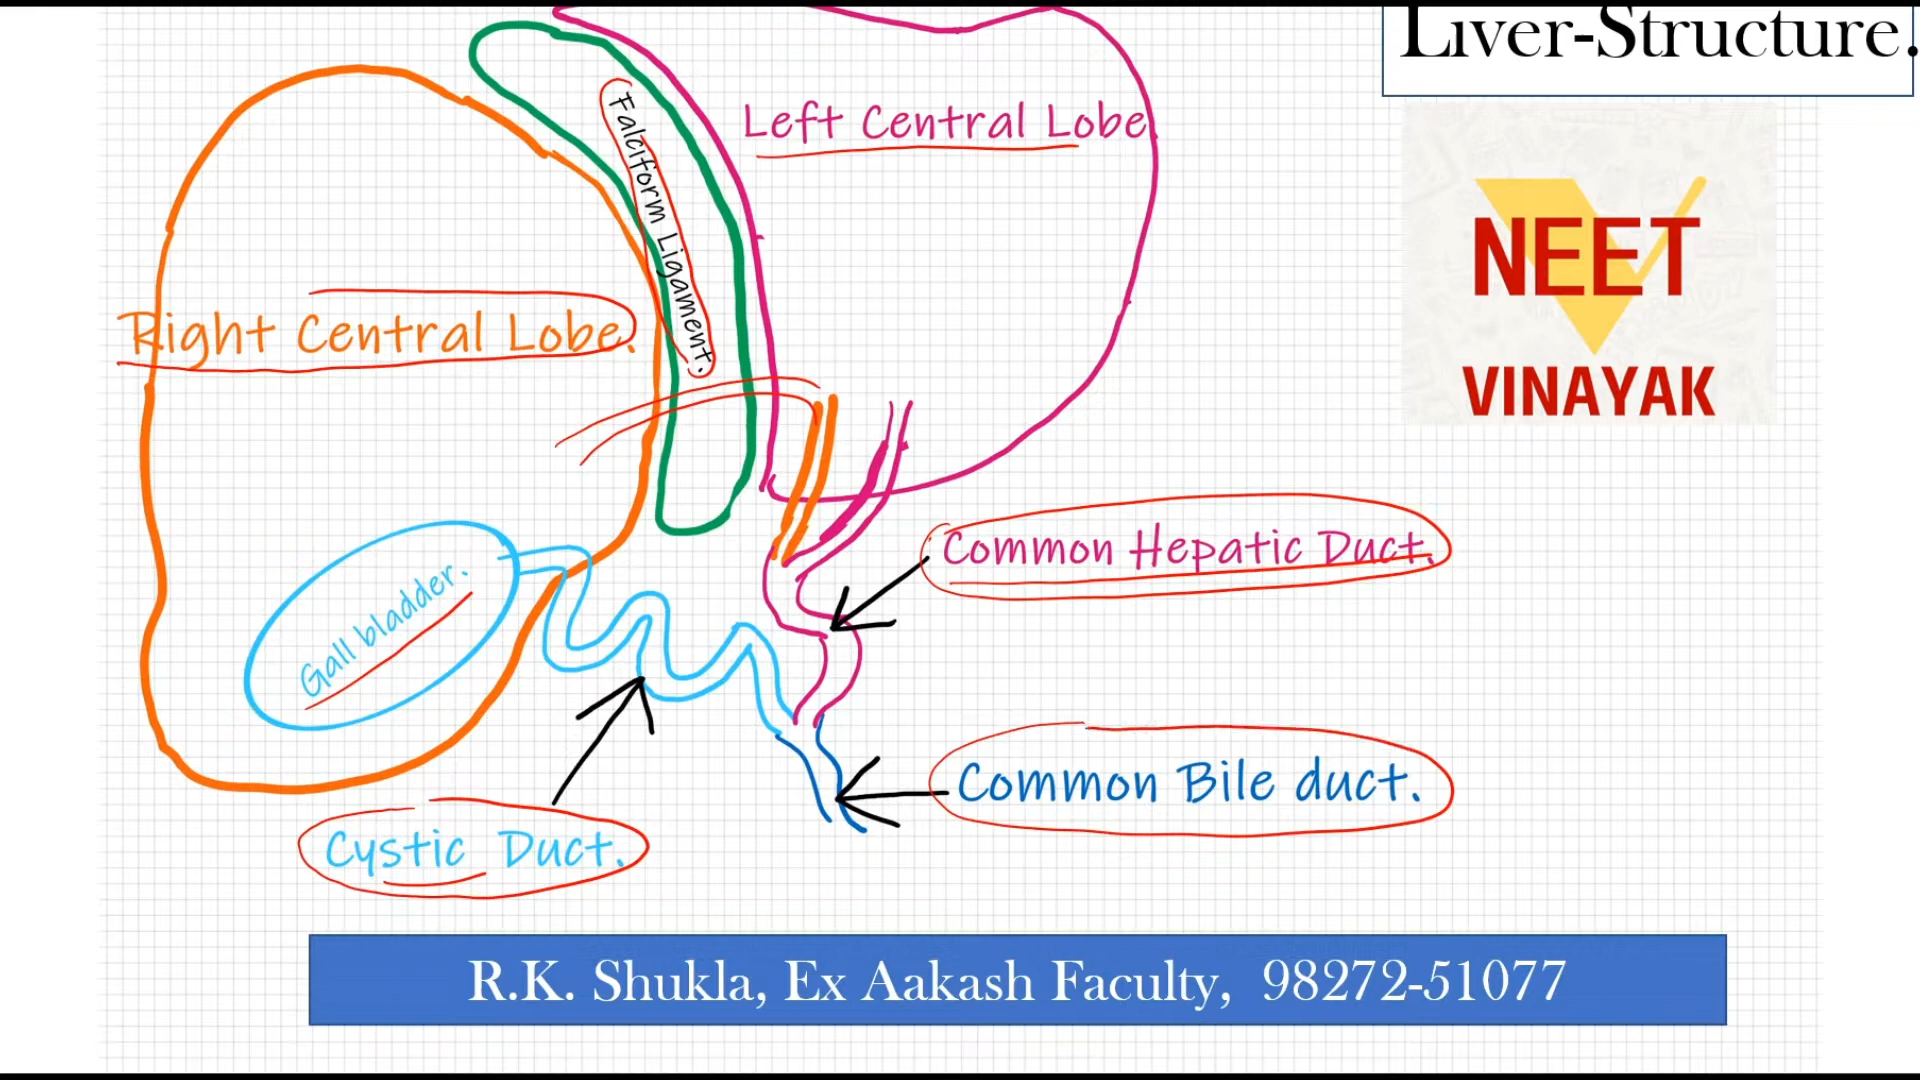 Liver-Structure.
Left Central Lobe.
Falciform Ligament.
NEET
VINAYAK
Right Central Lobe.
Common Hepatic Duct.
Gall bladder.
Common Bile duct.
Cystic Duct.
R.K. Shukla, Ex Aakash Faculty, 98272-51077